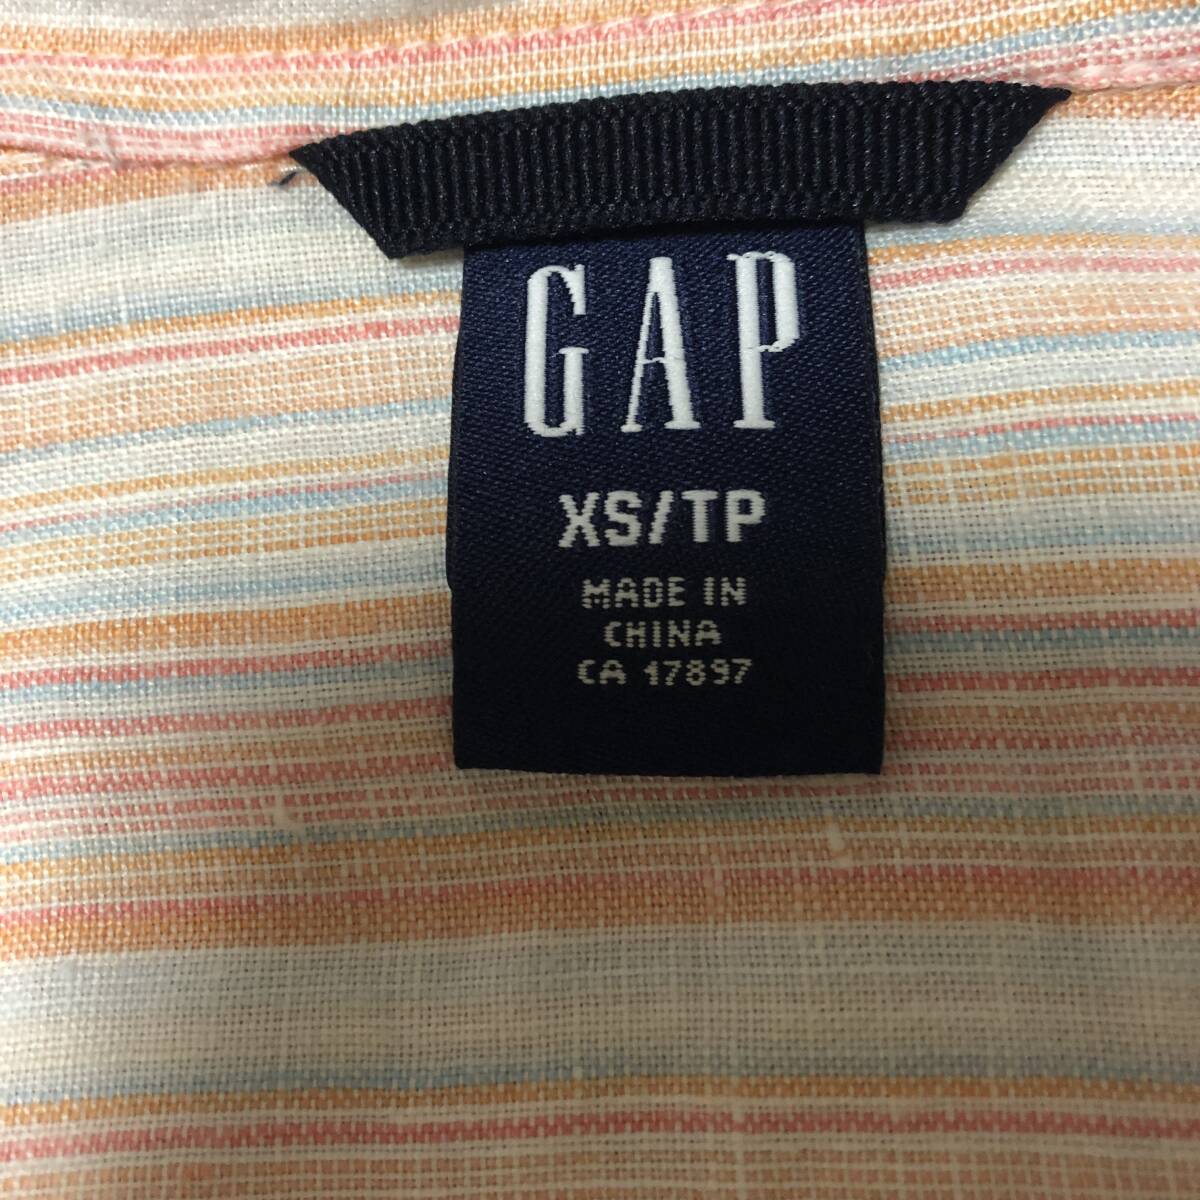 GAP
XS/TP
MADE IN
CHINA
CA 17897